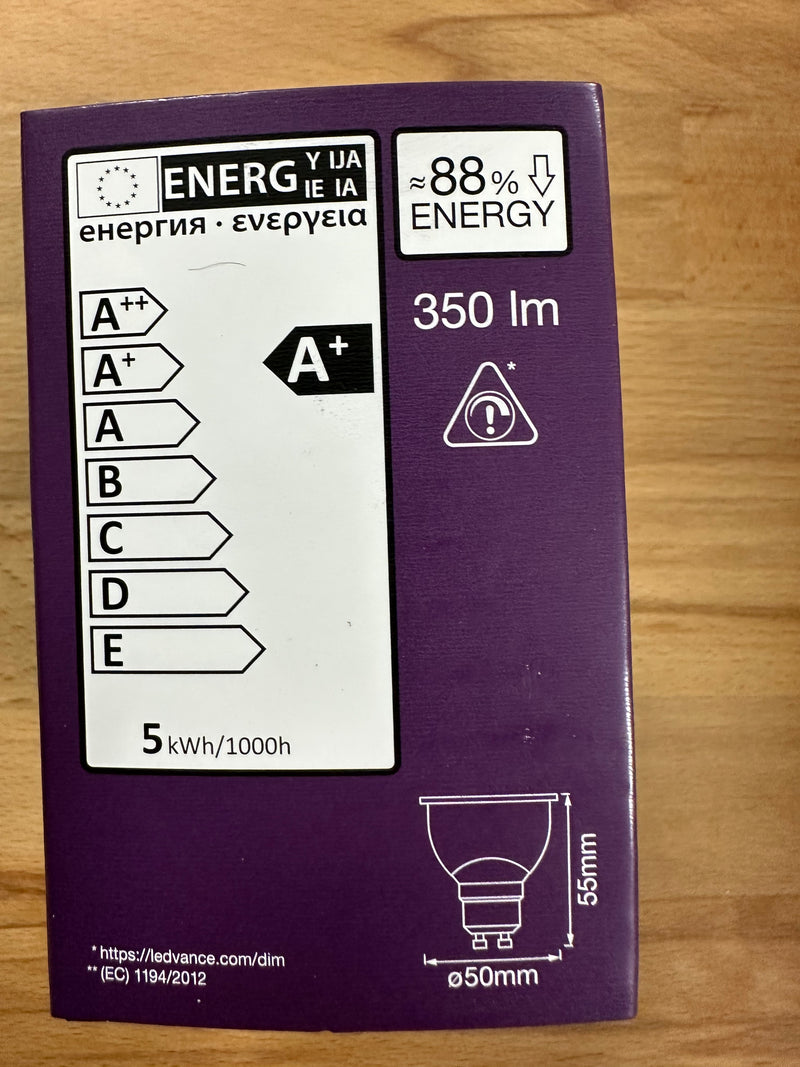 ENERG Y IJA
IE IA
енергия · ενεργεια
A++
A+
A
B
C
D
E
A+
5 kWh/1000h
≈88%
ENERGY
350 lm
*
55mm
ø50mm
* https://ledvance.com/dim
** (EC) 1194/2012